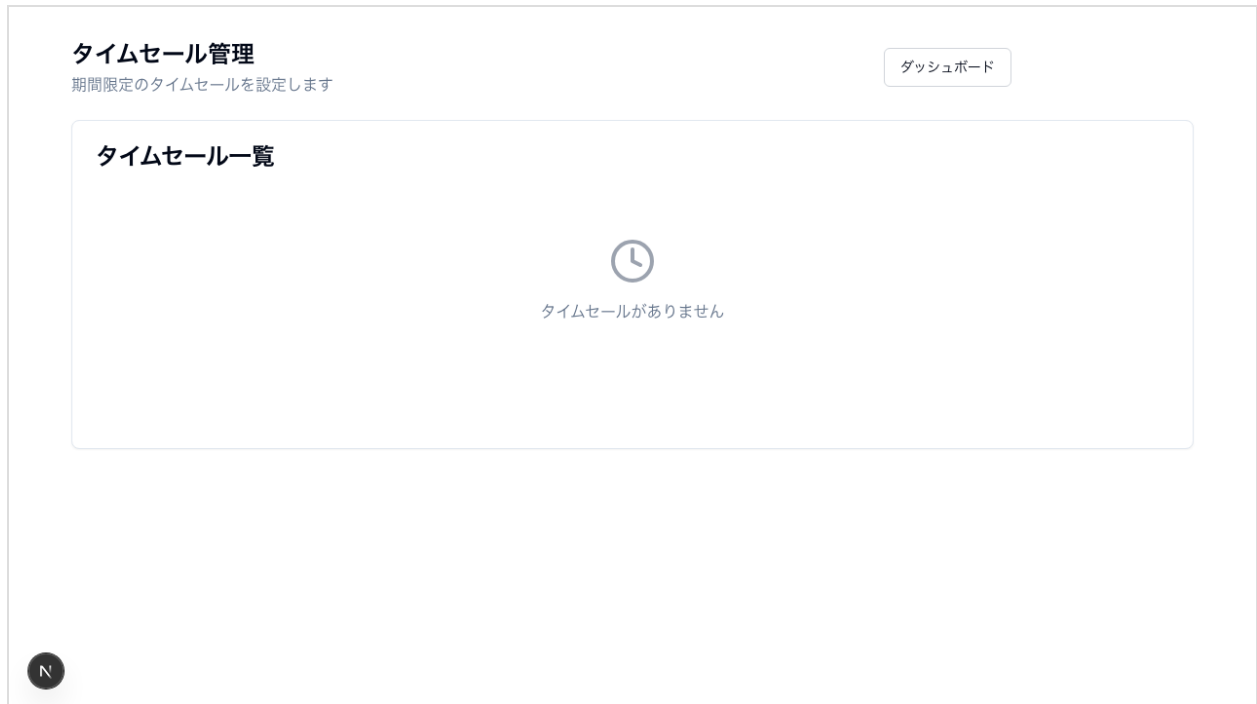 タイムセール管理
期間限定のタイムセールを設定します
ダッシュボード
タイムセール一覧
タイムセールがありません
N